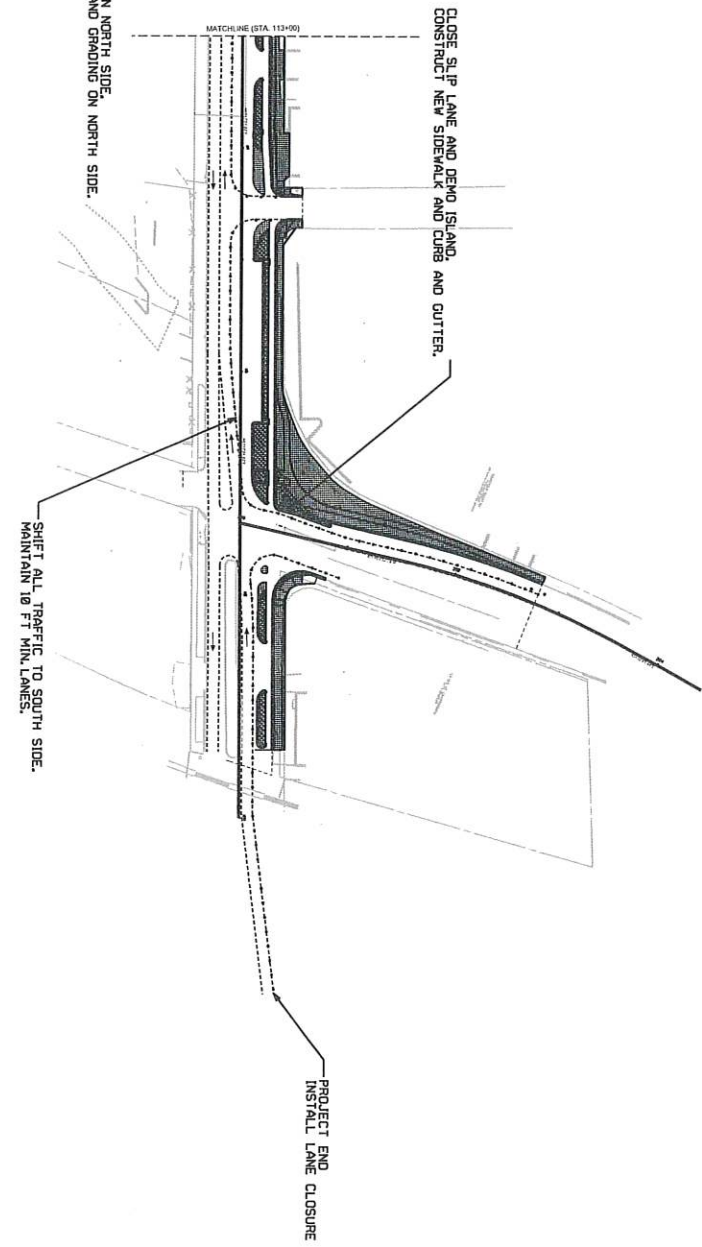 MATCHLINE (STA. 113+00)
CLOSE SLIP LANE AND DEMO ISLAND.
CONSTRUCT NEW SIDEWALK AND CURB AND GUTTER.
N NORTH SIDE.
AND GRADING ON NORTH SIDE.
SHIFT ALL TRAFFIC TO SOUTH SIDE.
MAINTAIN 10 FT MIN. LANES.
PROJECT END
INSTALL LANE CLOSURE